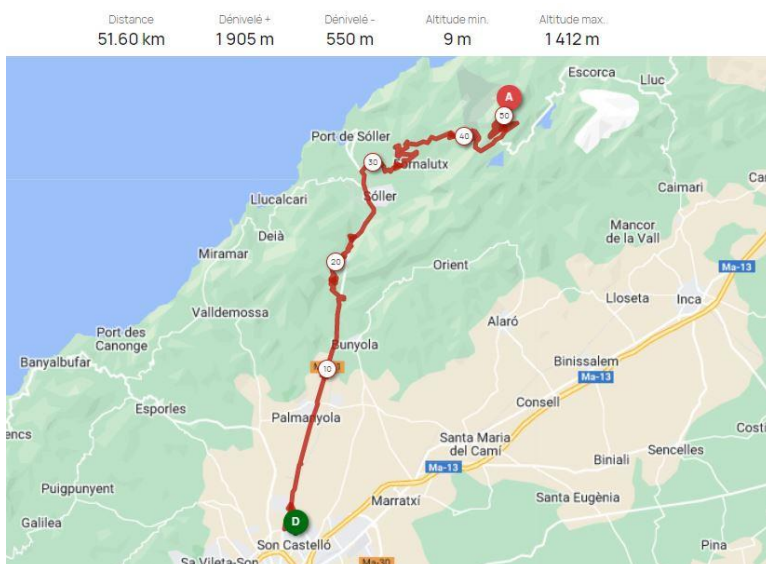 Distance
51.60 km
Dénivelé +
1 905 m
Dénivelé -
550 m
Altitude min.
9 m
Altitude max.
1 412 m
Escorca
Lluc
A
50
40
Port de Sóller
30
Sóller
Llucalcari
Caimari
Deià
Mancor
de la Vall
Miramar
20
Orient
Ma-13
Lloseta
Inca
Valldemossa
Alaró
Port des
Canonge
Bunyola
Banyalbufar
10
Binissalem
Ma-13
Esporles
Palmanyola
Consell
Santa Maria
del Camí
Ma-13
Biniali
Sencelles
Puigpunyent
Marratxí
Santa Eugènia
Galilea
D
Son Castelló
Pina
Ma-30